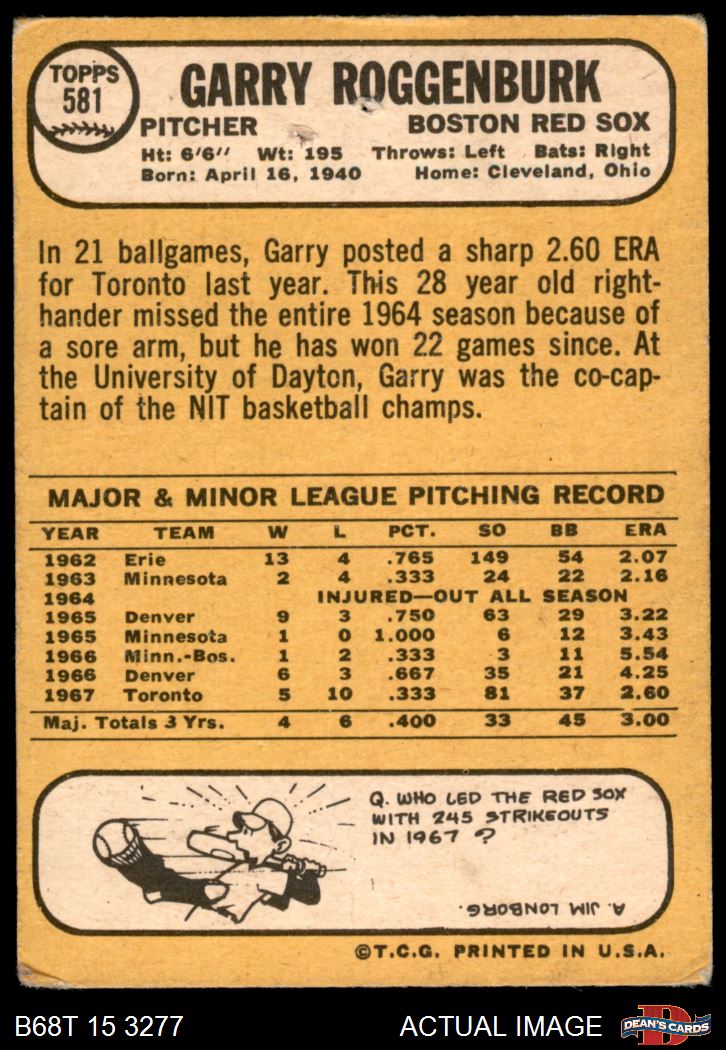 TOPPS
581
GARRY ROGGENBURK
PITCHER BOSTON RED SOX
Ht: 6'6'' Wt: 195 Throws: Left Bats: Right
Born: April 16, 1940 Home: Cleveland, Ohio
In 21 ballgames, Garry posted a sharp 2.60 ERA
for Toronto last year. This 28 year old right-
hander missed the entire 1964 season because of
a sore arm, but he has won 22 games since. At
the University of Dayton, Garry was the co-cap-
tain of the NIT basketball champs.
MAJOR & MINOR LEAGUE PITCHING RECORD
YEAR TEAM W L PCT. SO BB ERA
1962 Erie 13 4 .765 149 54 2.07
1963 Minnesota 2 4 .333 24 22 2.16
1964 INJURED—OUT ALL SEASON
1965 Denver 9 3 .750 63 29 3.22
1965 Minnesota 1 0 1.000 6 12 3.43
1966 Minn.-Bos. 1 2 .333 3 11 5.54
1966 Denver 6 3 .667 35 21 4.25
1967 Toronto 5 10 .333 81 37 2.60
Maj. Totals 3 Yrs. 4 6 .400 33 45 3.00
Q. WHO LED THE RED SOX
WITH 245 STRIKEOUTS
IN 1967 ?
A. JIM LONBORG.
©T.C.G. PRINTED IN U.S.A.
B68T 15 3277 ACTUAL IMAGE
D
DEAN'S CARDS